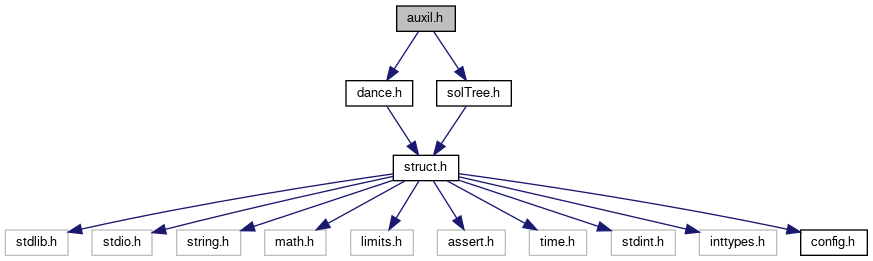 auxil.h
dance.h
solTree.h
struct.h
stdlib.h
stdio.h
string.h
math.h
limits.h
assert.h
time.h
stdint.h
inttypes.h
config.h